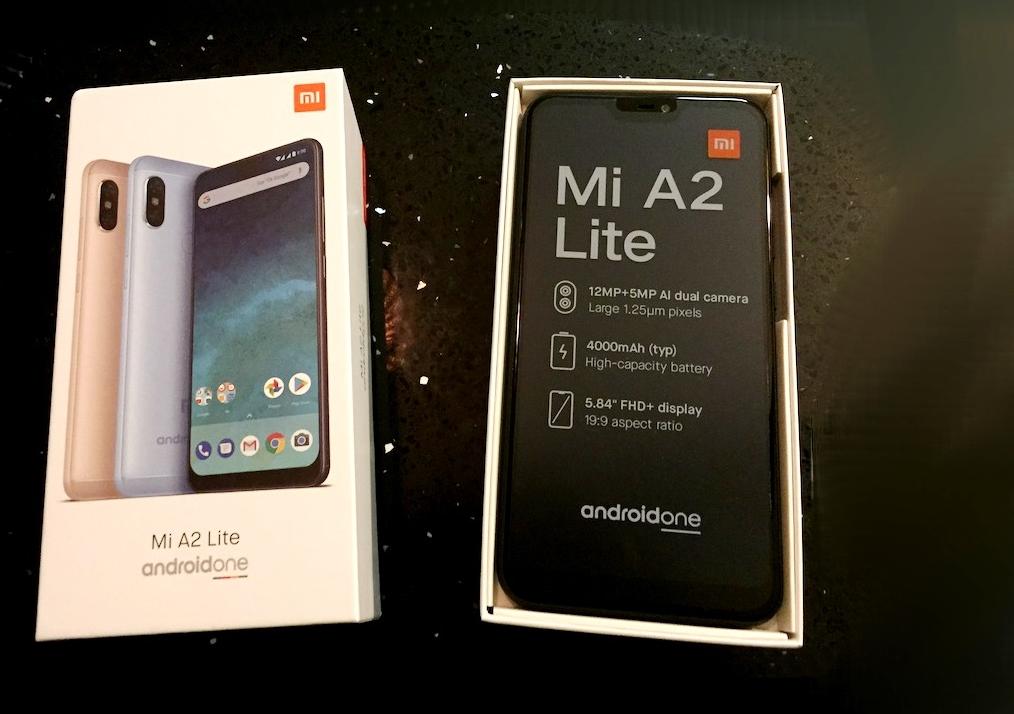 mi
Mi A2 Lite
androidone
mi
Mi A2
Lite
12MP+5MP AI dual camera
Large 1.25µm pixels
4000mAh (typ)
High-capacity battery
5.84" FHD+ display
19:9 aspect ratio
androidone